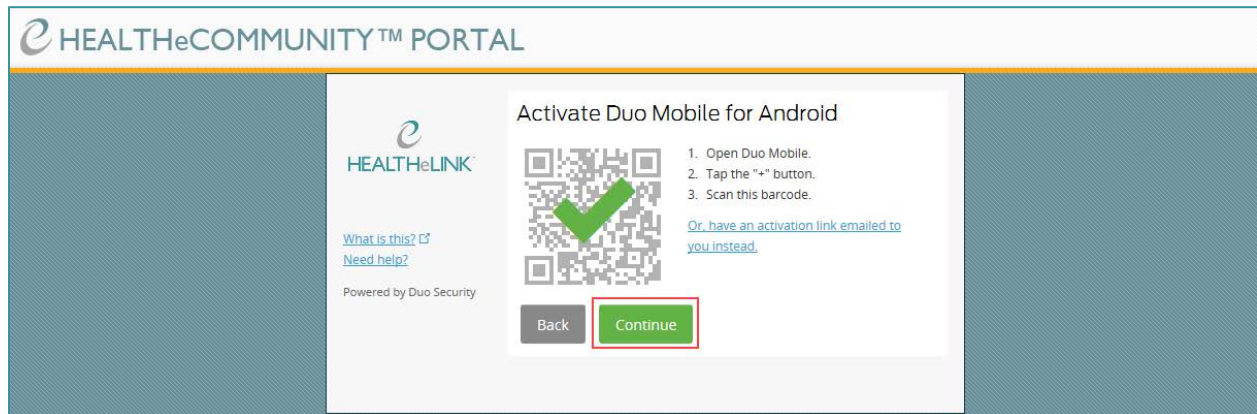 HEALTHeCOMMUNITY™ PORTAL
HEALTHeLINK
What is this?
Need help?
Powered by Duo Security
Activate Duo Mobile for Android
1. Open Duo Mobile.
2. Tap the "+" button.
3. Scan this barcode.
Or, have an activation link emailed to
you instead.
Back
Continue